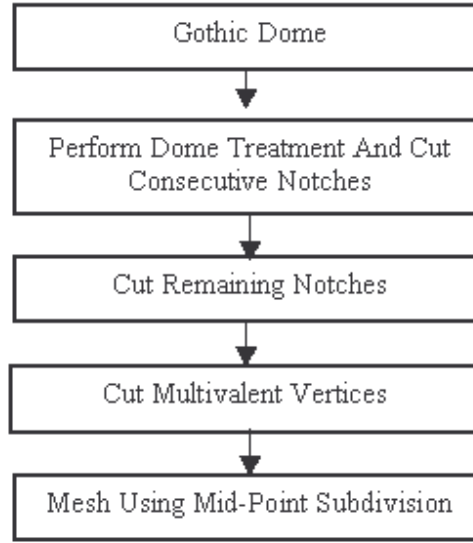 Gothic Dome
Perform Dome Treatment And Cut
Consecutive Notches
Cut Remaining Notches
Cut Multivalent Vertices
Mesh Using Mid-Point Subdivision